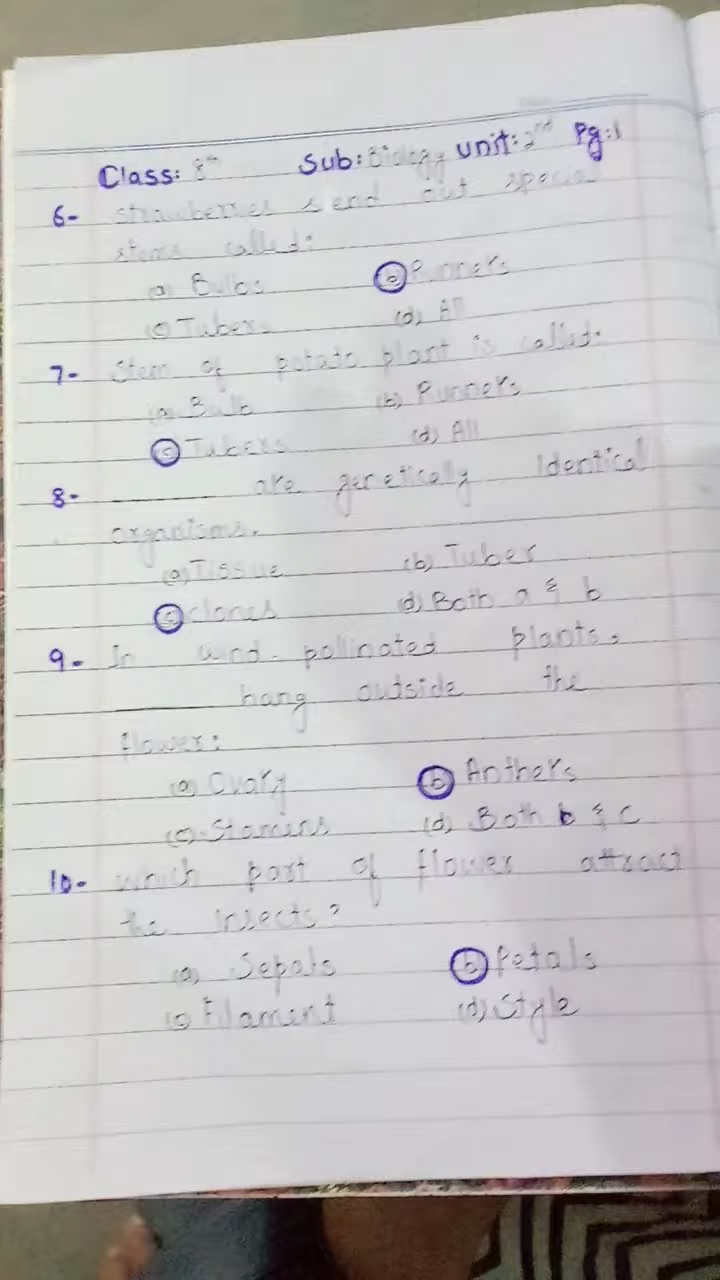 Class: 8th Sub: Biology Unit: 2nd Pg: 1
6- Strawberries send out special
stems called:
(a) Bulbs (b) Runners
(c) Tubers (d) All
7- Stem of potato plant is called.
(a) Bulb (b) Runners
(c) Tubers (d) All
8- ________ are genetically Identical
organisms.
(a) Tissue (b) Tuber
(c) clones (d) Both a & b
9- In wind-pollinated plants,
________ hang outside the
flower:
(a) Ovary (b) Anthers
(c) Stamins (d) Both b & c
10- which part of flower attract
the insects?
(a) Sepals (b) Petals
(c) Filament (d) Style